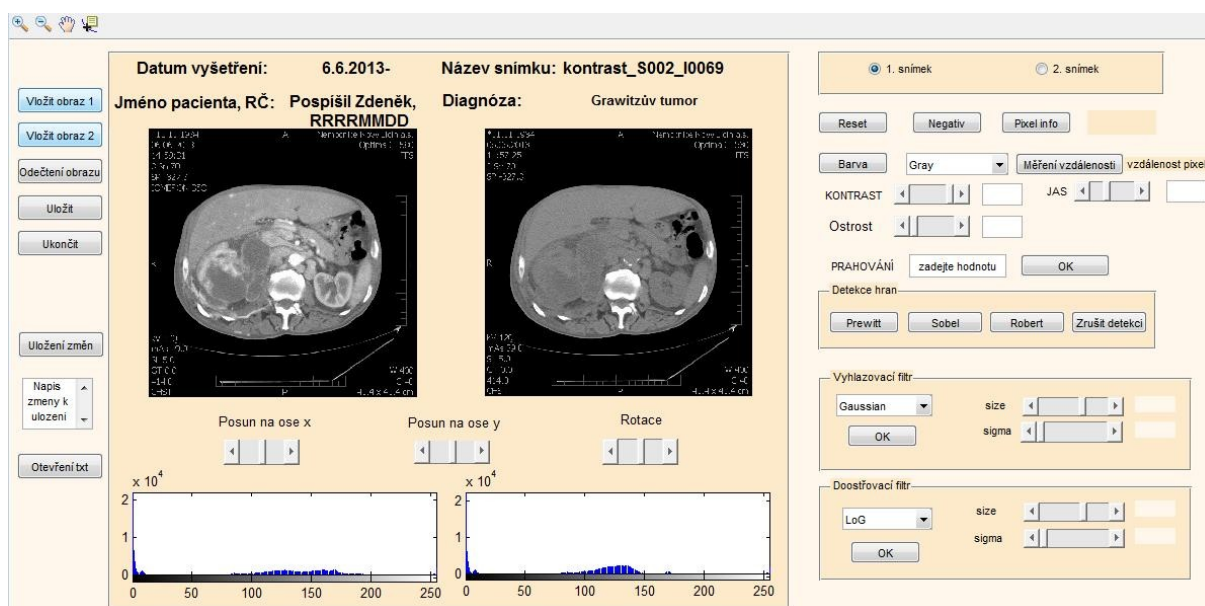 Datum vyšetření: 6.6.2013- Název snímku: kontrast_S002_I0069
Jméno pacienta, RČ: Pospíšil Zdeněk, RRRRMMDD Diagnóza: Grawitzův tumor
Vložit obraz 1
Vložit obraz 2
Odečtení obrazu
Uložit
Ukončit
Uložení změn
Napis
zmeny k
ulozeni
Otevření txt
A
R
P
A
R
P
Posun na ose x
Posun na ose y
Rotace
x 10^4
2
1
0
0 50 100 150 200 250
x 10^4
2
1
0
0 50 100 150 200 250
1. snímek 2. snímek
Reset Negativ Pixel info
Barva Gray Měření vzdálenosti vzdálenost pixel
KONTRAST JAS
Ostrost
PRAHOVÁNÍ zadejte hodnotu OK
Detekce hran
Prewitt Sobel Robert Zrušit detekci
Vyhlazovací filtr
Gaussian size
OK sigma
Doostřovací filtr
LoG size
OK sigma